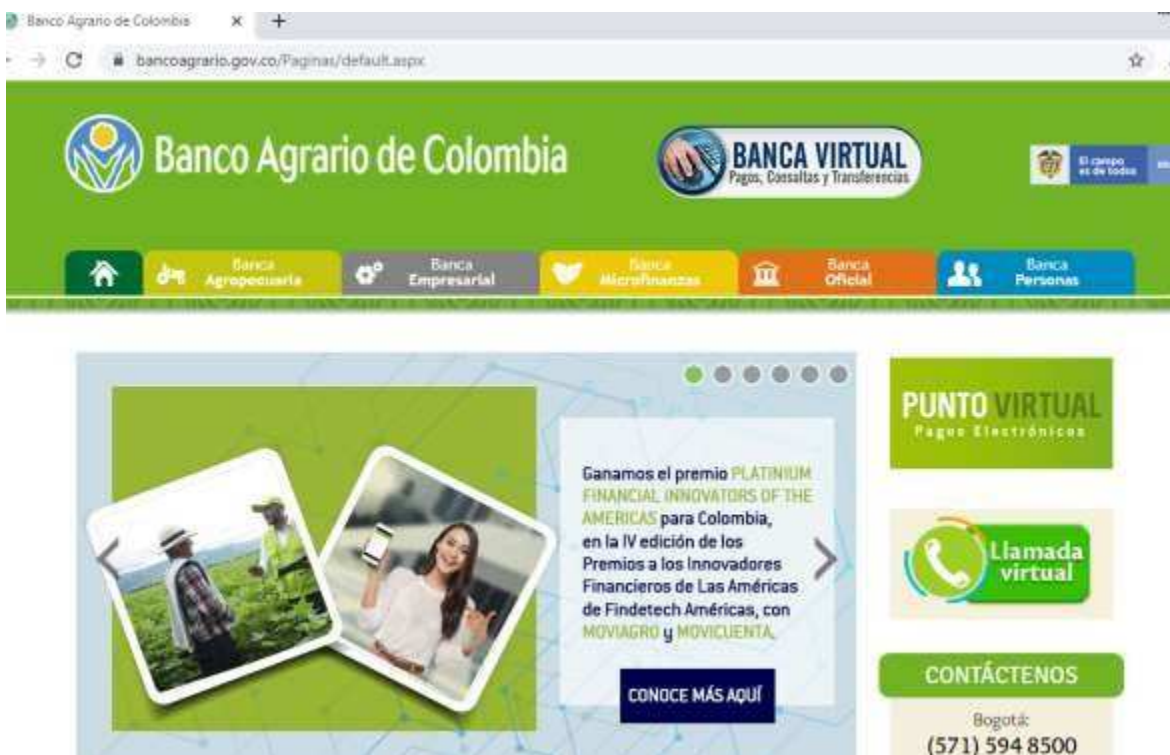 Banco Agrario de Colombia
bancoagrario.gov.co/Paginas/default.aspx
Banco Agrario de Colombia
BANCA VIRTUAL
Pagos, Consultas y Transferencias
El campo
es de todos
Banca
Agropecuaria
Banca
Empresarial
Banca
Microfinanzas
Banca
Oficial
Banca
Personas
Ganamos el premio PLATINIUM
FINANCIAL INNOVATORS OF THE
AMERICAS para Colombia,
en la IV edición de los
Premios a los Innovadores
Financieros de Las Américas
de Findetech Américas, con
MOVIAGRO y MOVICUENTA.
CONOCE MÁS AQUÍ
PUNTO VIRTUAL
Pagos Electrónicos
Llamada
virtual
CONTÁCTENOS
Bogotá:
(571) 594 8500